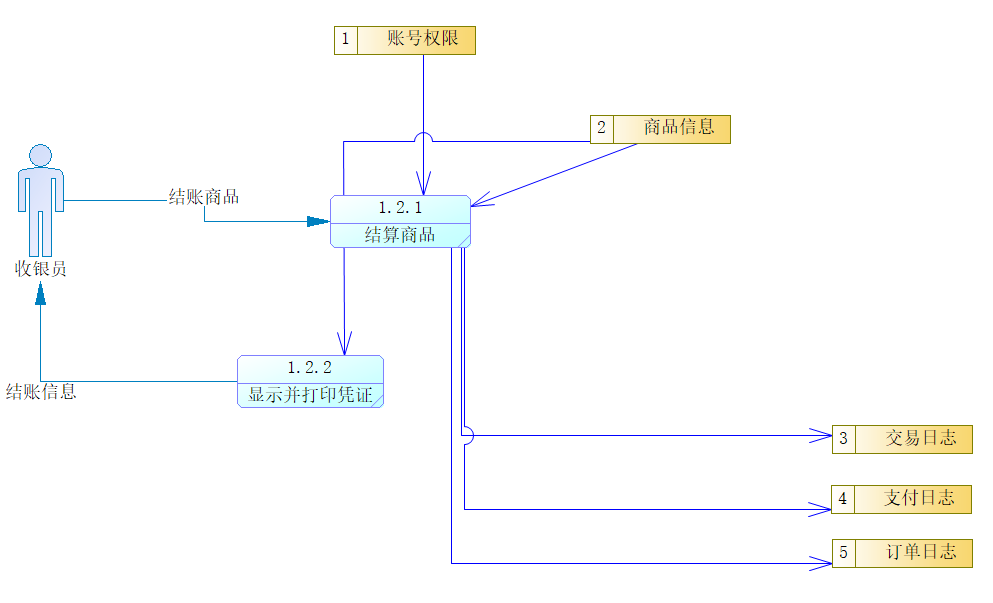 1 账号权限
2 商品信息
结账商品
1.2.1
结算商品
收银员
1.2.2
显示并打印凭证
结账信息
3 交易日志
4 支付日志
5 订单日志